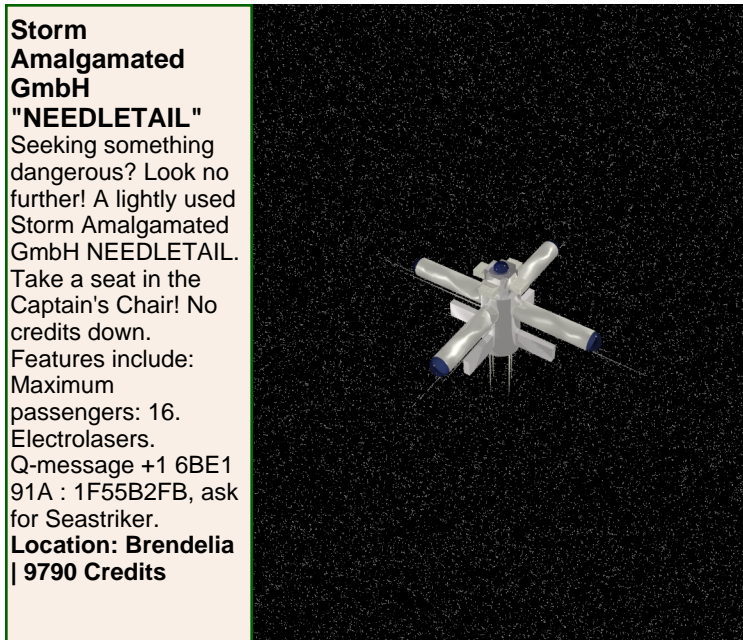 Storm
Amalgamated
GmbH
"NEEDLETAIL"
Seeking something
dangerous? Look no
further! A lightly used
Storm Amalgamated
GmbH NEEDLETAIL.
Take a seat in the
Captain's Chair! No
credits down.
Features include:
Maximum
passengers: 16.
Electrolasers.
Q-message +1 6BE1
91A : 1F55B2FB, ask
for Seastriker.
Location: Brendelia
| 9790 Credits